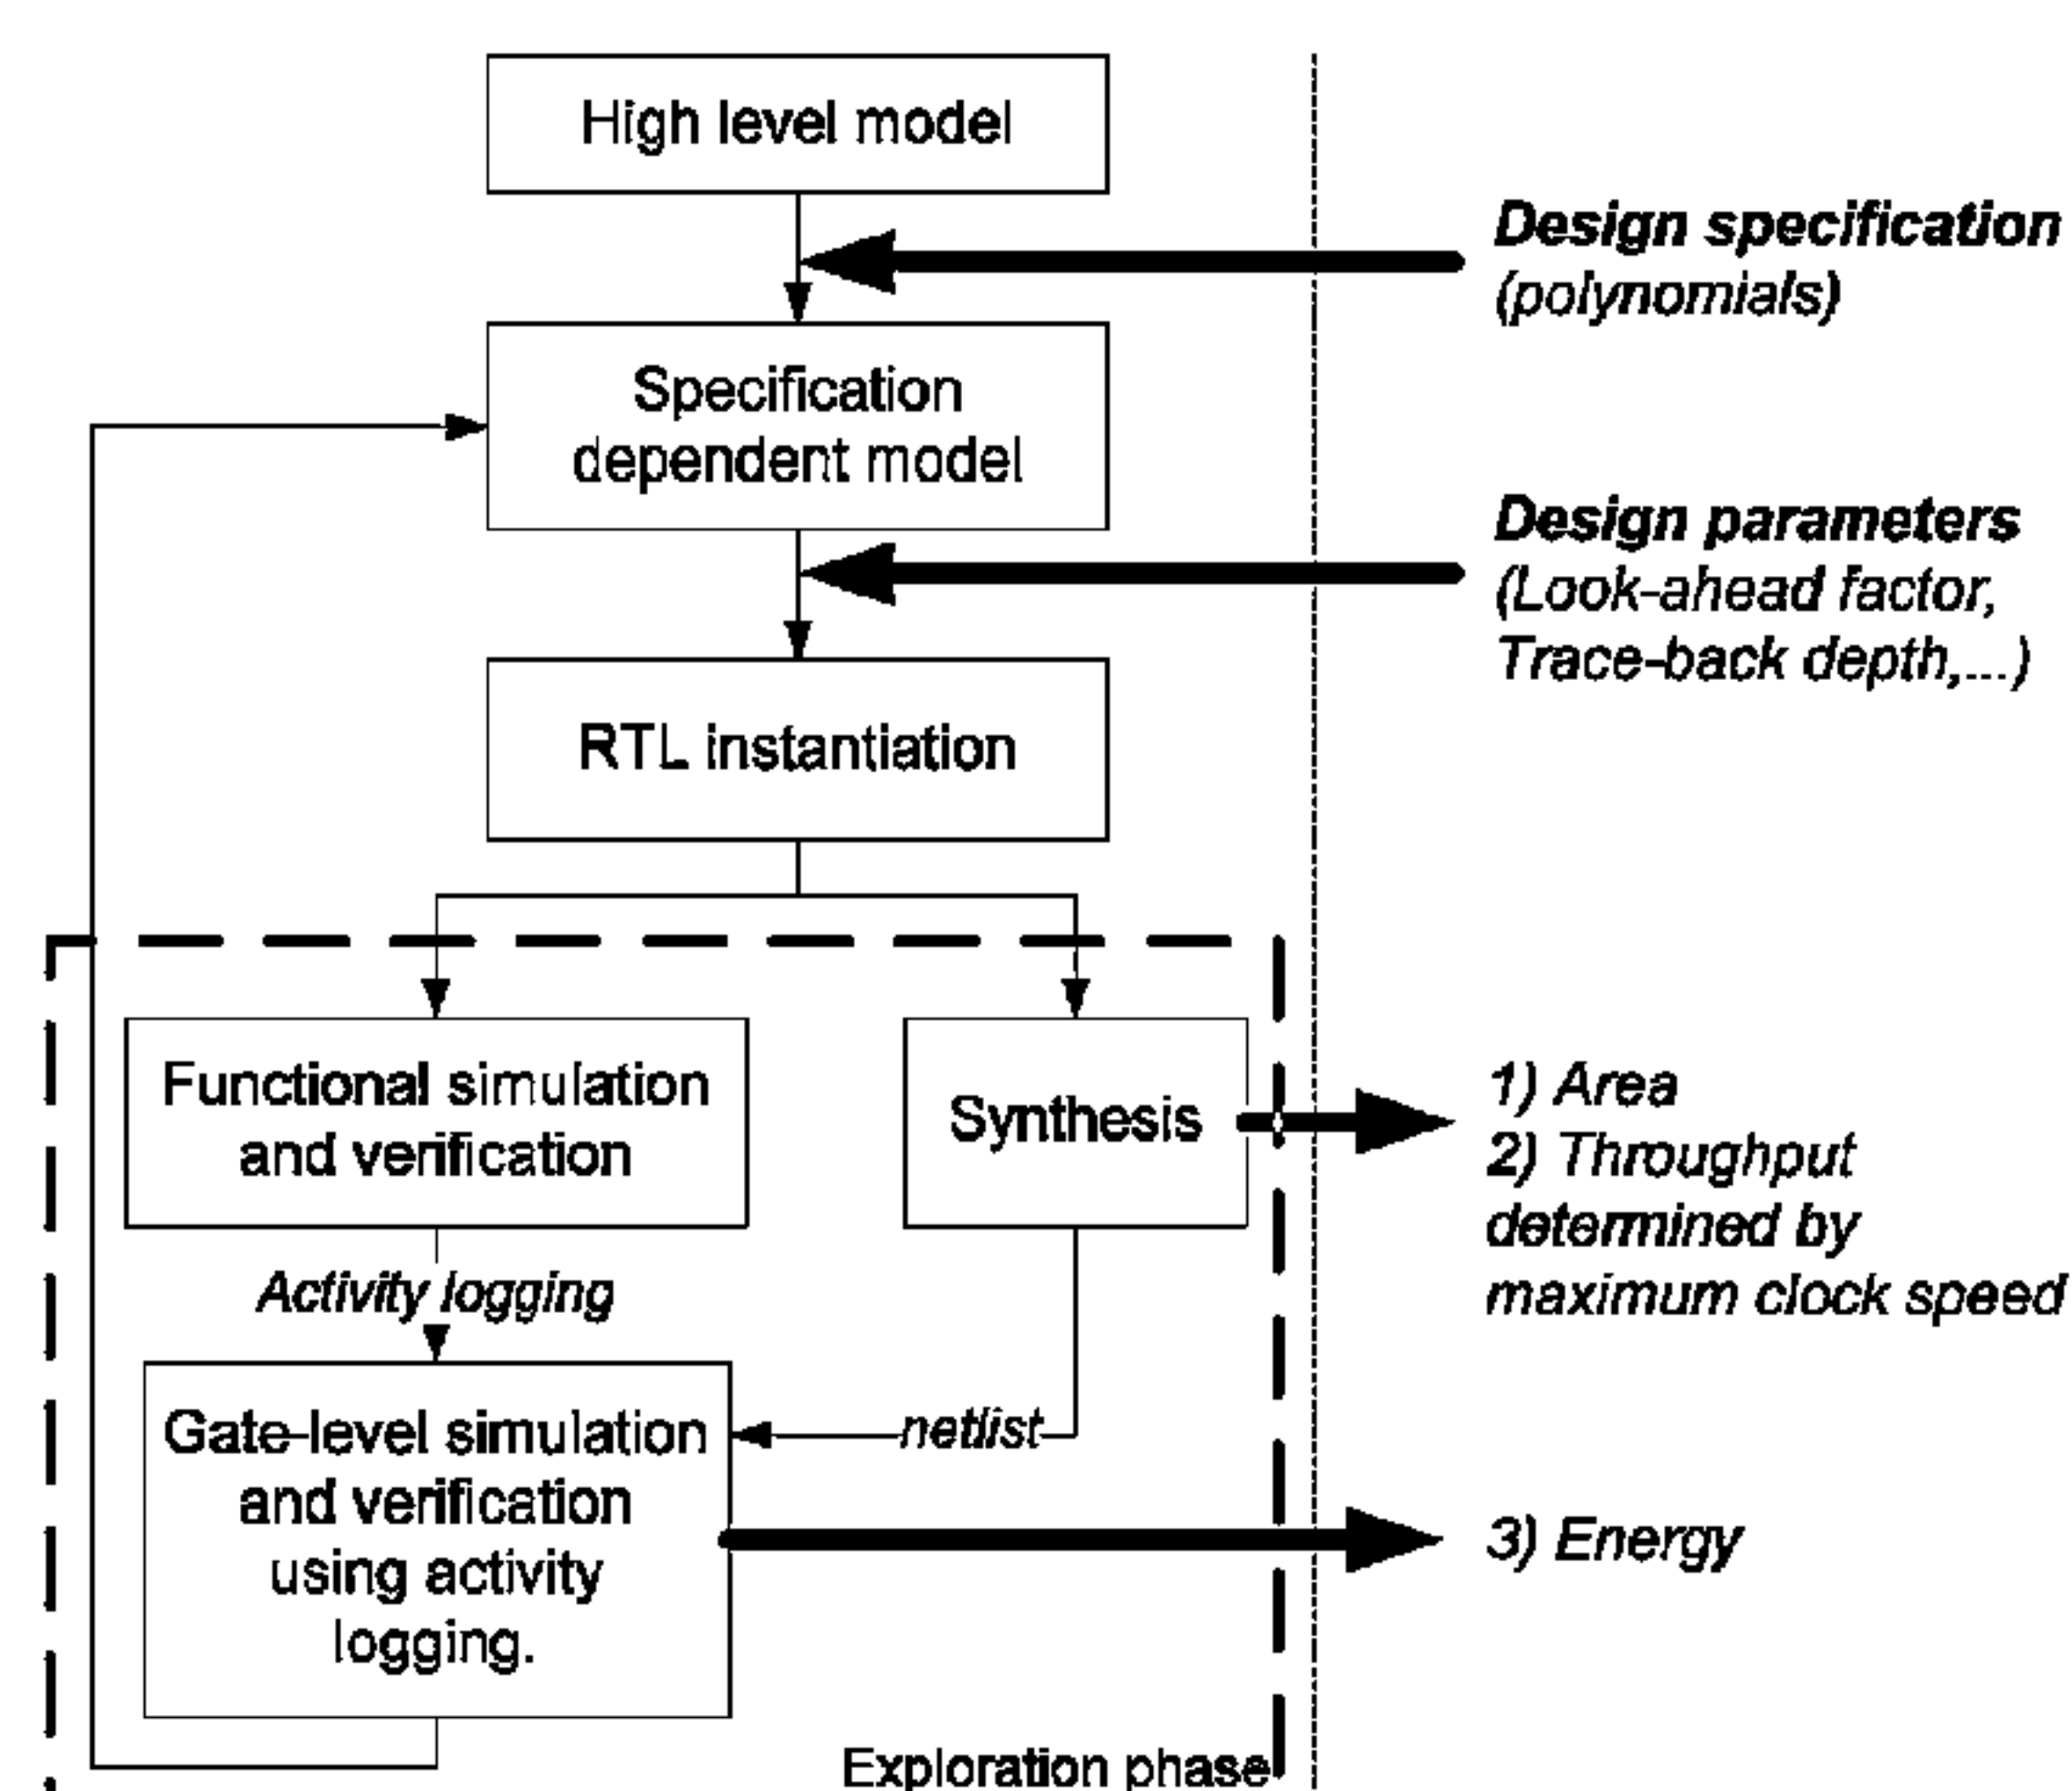 High level model
Design specification
(polynomials)
Specification
dependent model
Design parameters
(Look-ahead factor,
Trace-back depth,...)
RTL instantiation
Functional simulation
and verification
Synthesis
1) Area
2) Throughput
determined by
maximum clock speed
Activity logging
Gate-level simulation
and verification
using activity
logging.
netlist
3) Energy
Exploration phase